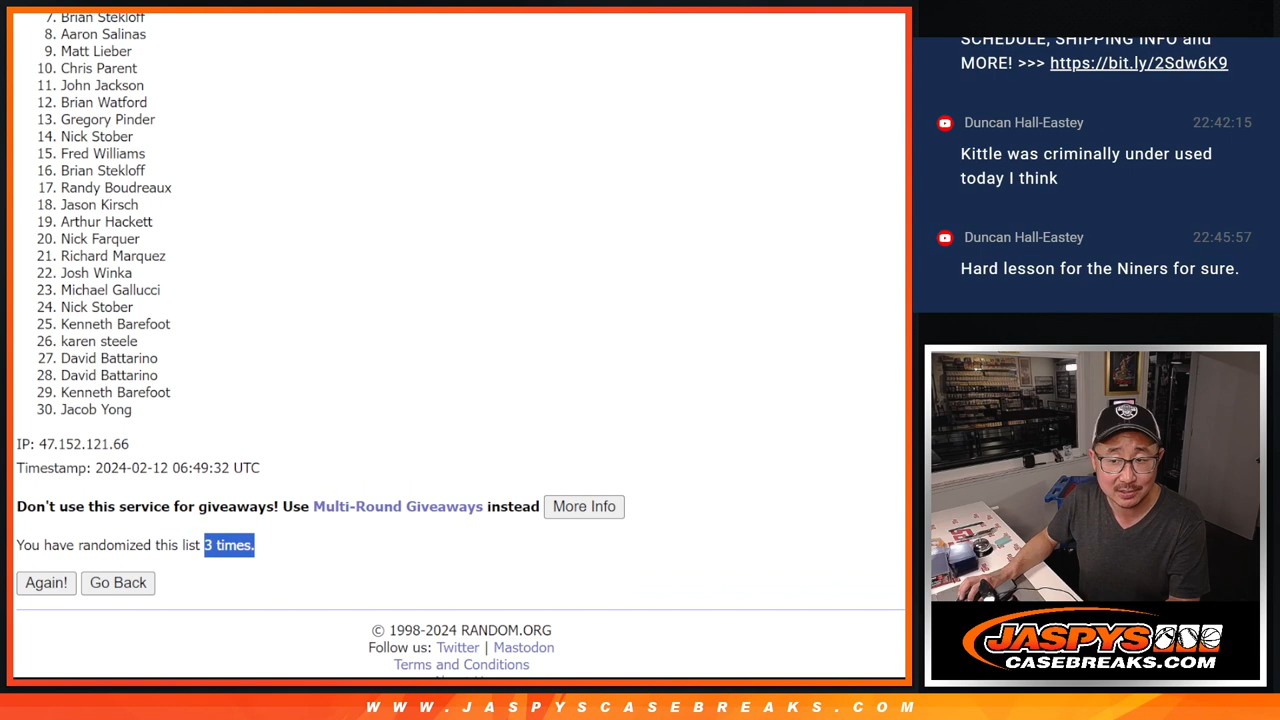 7. Brian Stekloff
8. Aaron Salinas
9. Matt Lieber
10. Chris Parent
11. John Jackson
12. Brian Watford
13. Gregory Pinder
14. Nick Stober
15. Fred Williams
16. Brian Stekloff
17. Randy Boudreaux
18. Jason Kirsch
19. Arthur Hackett
20. Nick Farquer
21. Richard Marquez
22. Josh Winka
23. Michael Gallucci
24. Nick Stober
25. Kenneth Barefoot
26. karen steele
27. David Battarino
28. David Battarino
29. Kenneth Barefoot
30. Jacob Yong
IP: 47.152.121.66
Timestamp: 2024-02-12 06:49:32 UTC
Don't use this service for giveaways! Use Multi-Round Giveaways instead More Info
You have randomized this list 3 times.
Again! Go Back
© 1998-2024 RANDOM.ORG
Follow us: Twitter | Mastodon
Terms and Conditions
SCHEDULE, SHIPPING INFO and
MORE! >>> https://bit.ly/2Sdw6K9
Duncan Hall-Eastey 22:42:15
Kittle was criminally under used
today I think
Duncan Hall-Eastey 22:45:57
Hard lesson for the Niners for sure.
JASPYS
CASEBREAKS.COM
WWW.JASPYSCASEBREAKS.COM